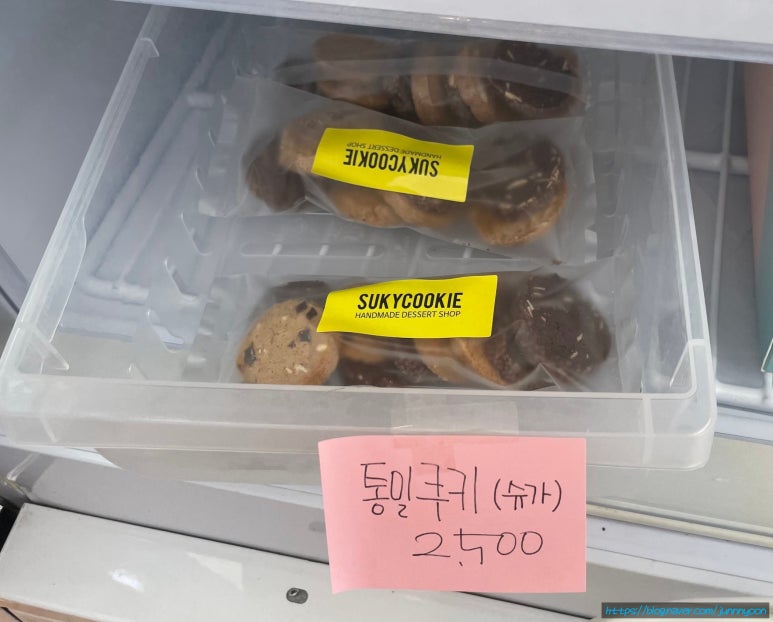 SUKYCOOKIE
HANDMADE DESSERT SHOP
SUKYCOOKIE
HANDMADE DESSERT SHOP
통밀쿠키 (슈가)
2,500
https://blog.naver.com/junnyoon